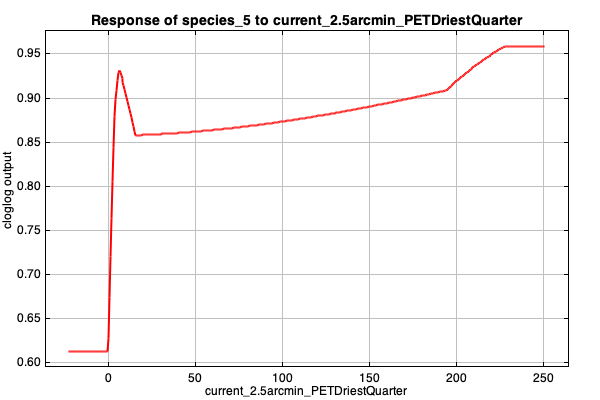 Response of species_5 to current_2.5arcmin_PETDriestQuarter
cloglog output
0.95
0.90
0.85
0.80
0.75
0.70
0.65
0.60
0 50 100 150 200 250
current_2.5arcmin_PETDriestQuarter